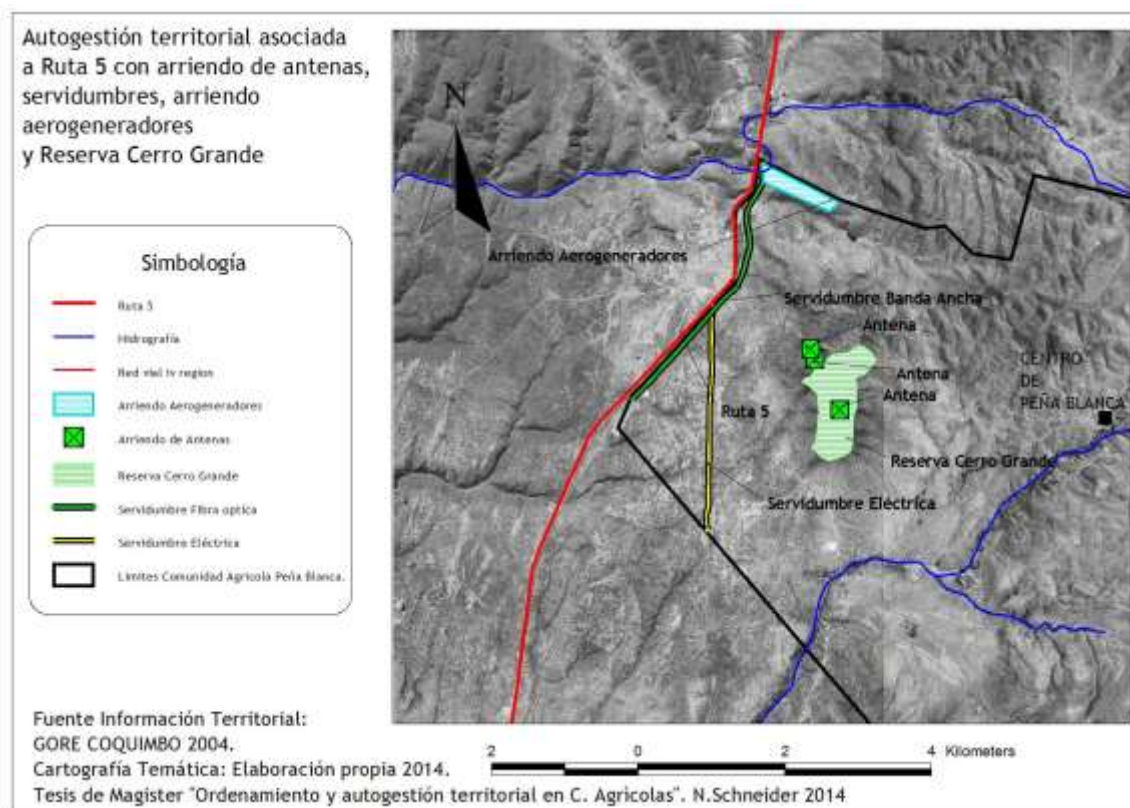 Autogestión territorial asociada
a Ruta 5 con arriendo de antenas,
servidumbres, arriendo
aerogeneradores
y Reserva Cerro Grande
N
Simbología
Ruta 5
Hidrografía
Red vial iv region
Arriendo Aerogeneradores
Arriendo de Antenas
Reserva Cerro Grande
Servidumbre Fibra optica
Servidumbre Eléctrica
Límites Comunidad Agrícola Peña Blanca.
Arriendo Aerogeneradores
Servidumbre Banda Ancha
Antena
Antena
Antena
CENTRO
DE
PEÑA BLANCA
Ruta 5
Reserva Cerro Grande
Servidumbre Eléctrica
Fuente Información Territorial:
GORE COQUIMBO 2004.
Cartografía Temática: Elaboración propia 2014.
Tesis de Magister "Ordenamiento y autogestión territorial en C. Agricolas". N.Schneider 2014
2 0 2 4 Kilometers